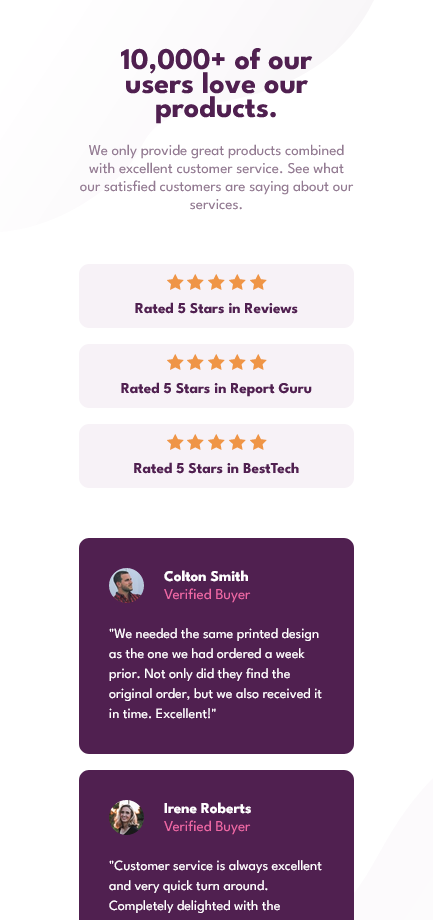 10,000+ of our
users love our
products.
We only provide great products combined
with excellent customer service. See what
our satisfied customers are saying about our
services.
Rated 5 Stars in Reviews
Rated 5 Stars in Report Guru
Rated 5 Stars in BestTech
Colton Smith
Verified Buyer
"We needed the same printed design
as the one we had ordered a week
prior. Not only did they find the
original order, but we also received it
in time. Excellent!"
Irene Roberts
Verified Buyer
"Customer service is always excellent
and very quick turn around.
Completely delighted with the